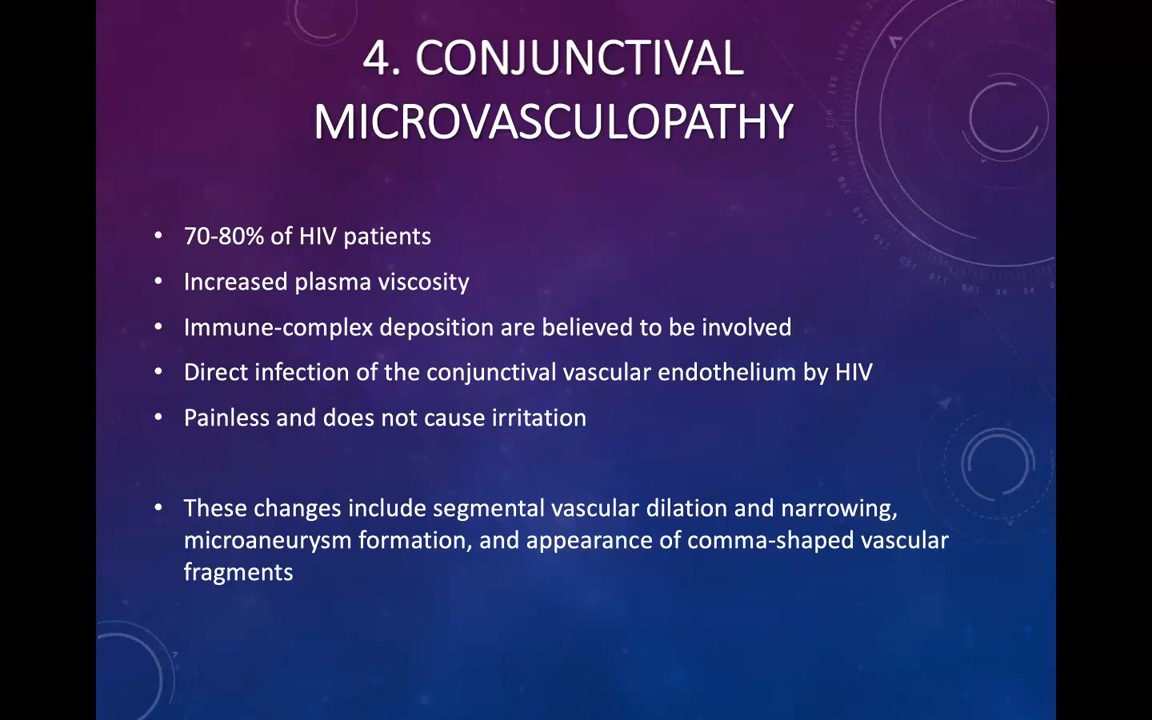 4. CONJUNCTIVAL
MICROVASCULOPATHY
• 70-80% of HIV patients
• Increased plasma viscosity
• Immune-complex deposition are believed to be involved
• Direct infection of the conjunctival vascular endothelium by HIV
• Painless and does not cause irritation
• These changes include segmental vascular dilation and narrowing,
microaneurysm formation, and appearance of comma-shaped vascular
fragments